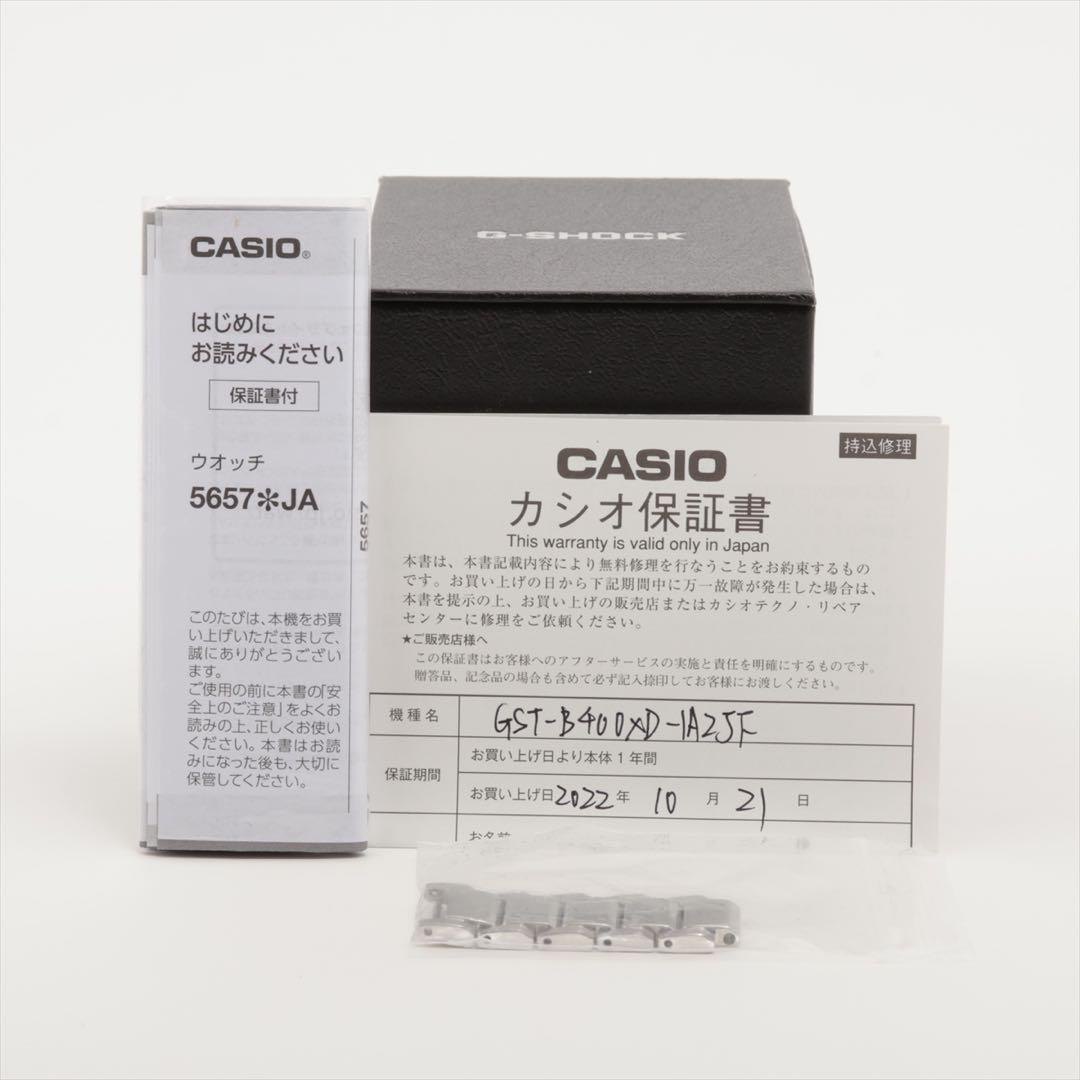 G-SHOCK
CASIO®
はじめに
お読みください
保証書付
ウオッチ
5657✻JA
このたびは、本機をお買
い上げいただきまして、
誠にありがとうござい
ます。
ご使用の前に本書の「安
全上のご注意」をよくお
読みの上、正しくお使い
ください。本書はお読
みになった後も、大切に
保管してください。
5657
持込修理
CASIO
カシオ保証書
This warranty is valid only in Japan
本書は、本書記載内容により無料修理を行なうことをお約束するもの
です。お買い上げの日から下記期間中に万一故障が発生した場合は、
本書を提示の上、お買い上げの販売店またはカシオテクノ・リペア
センターに修理をご依頼ください。
★ご販売店様へ
この保証書はお客様へのアフターサービスの実施と責任を明確にするものです。
贈答品、記念品の場合も含めて必ず記入捺印してお客様にお渡しください。
機種名 GST-B400XD-1A2JF
保証期間
お買い上げ日より本体1年間
お買い上げ日 2022年 10月 21日
お名前